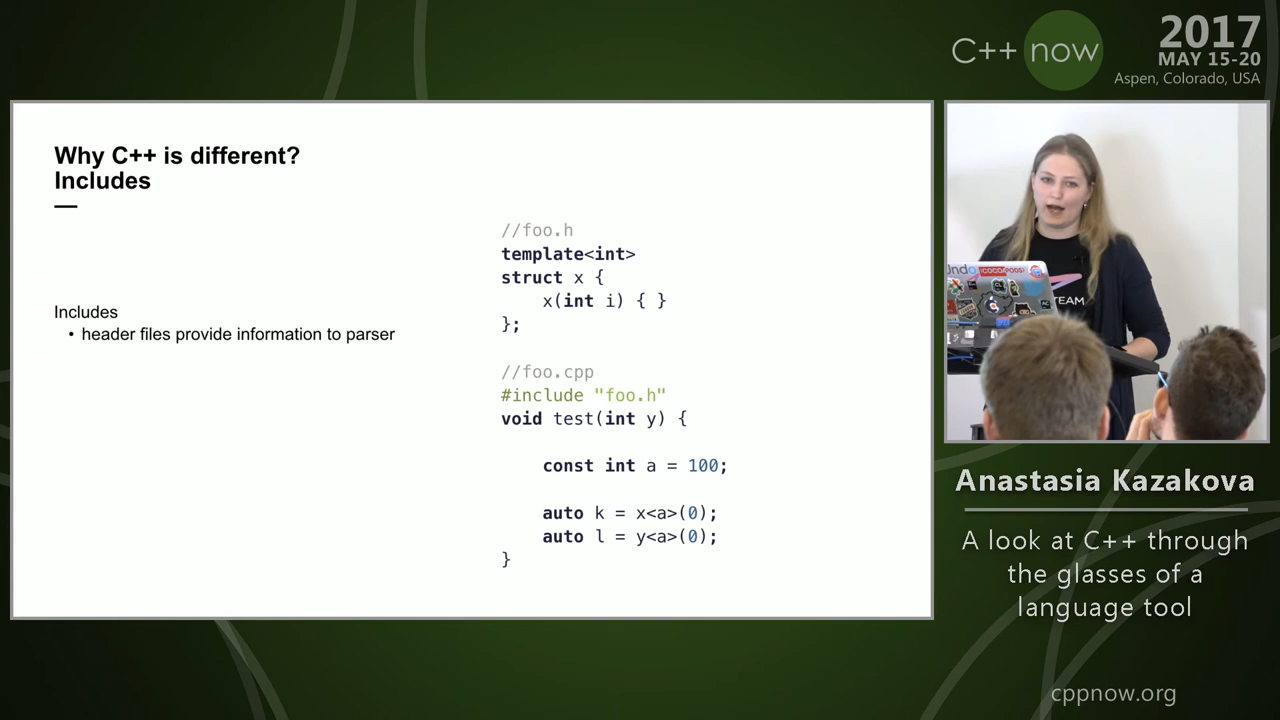 C++ now
2017
MAY 15-20
Aspen, Colorado, USA
Why C++ is different?
Includes
Includes
• header files provide information to parser
//foo.h
template<int>
struct x {
x(int i) { }
};
//foo.cpp
#include "foo.h"
void test(int y) {
const int a = 100;
auto k = x<a>(0);
auto l = y<a>(0);
}
TEAM
Anastasia Kazakova
A look at C++ through
the glasses of a
language tool
cppnow.org